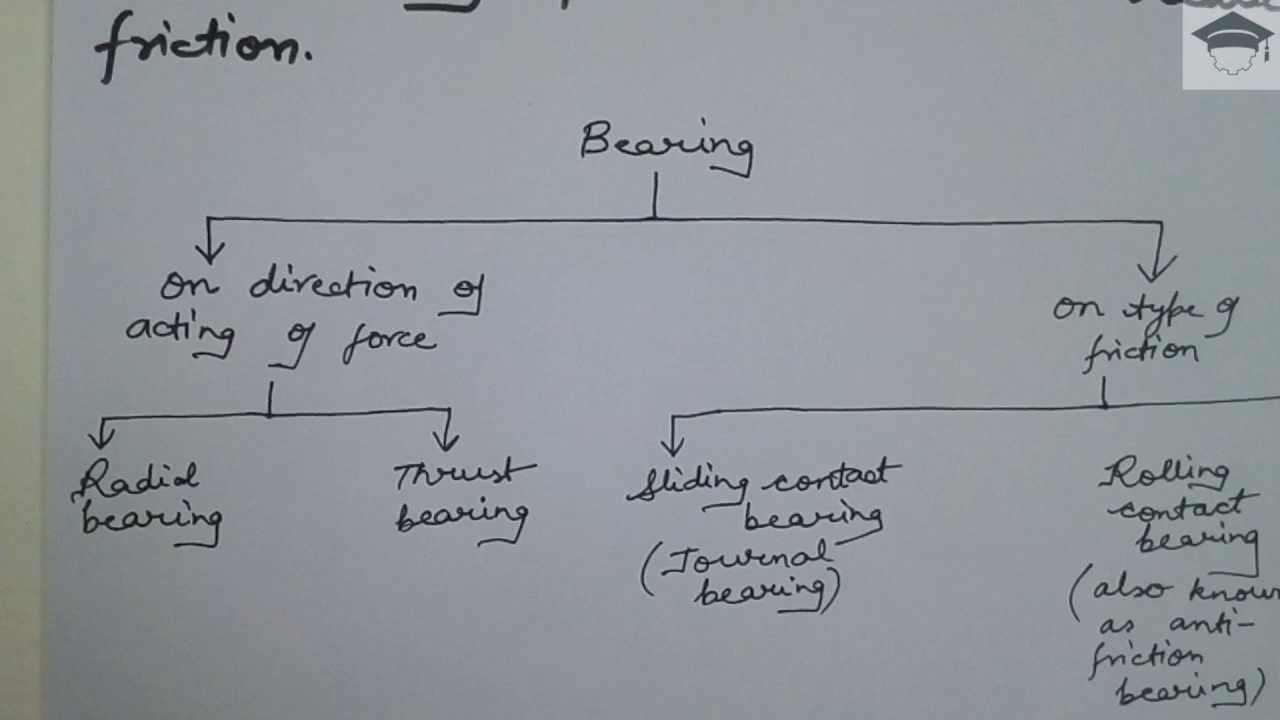 friction.
Bearing
on direction of
acting of force
on type of
friction
Radial
bearing
Thrust
bearing
Sliding contact
bearing
(Journal
bearing)
Rolling
contact
bearing
(also known
as anti-
friction
bearing)